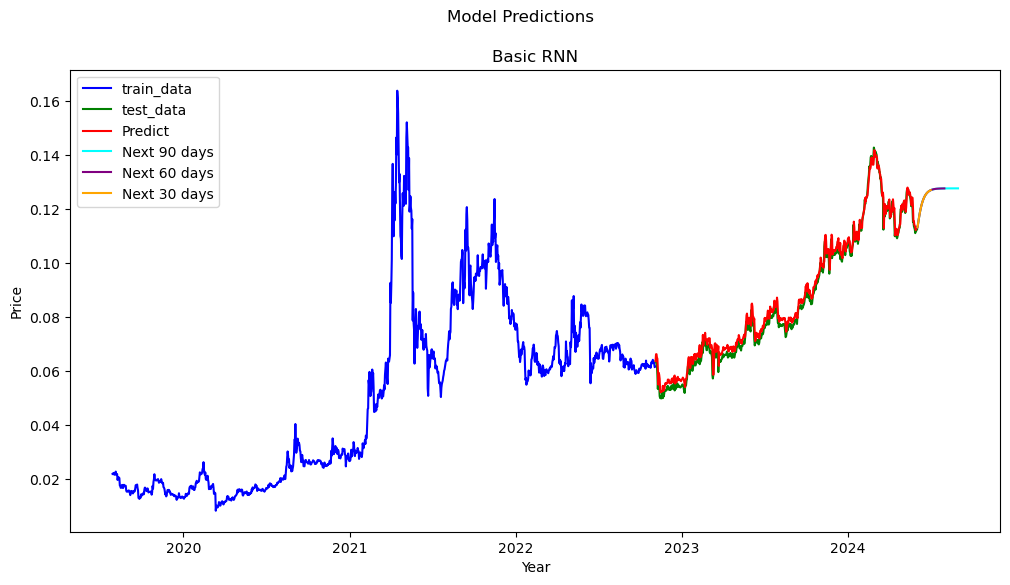 Model Predictions
Basic RNN
train_data
test_data
Predict
Next 90 days
Next 60 days
Next 30 days
0.16
0.14
0.12
0.10
0.08
0.06
0.04
0.02
Price
2020 2021 2022 2023 2024
Year